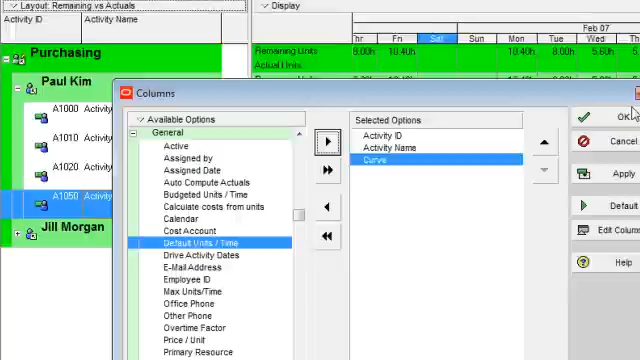 Layout: Remaining vs Actuals
Display
Activity ID
Activity Name
Feb 07
Thr
Fri
Sat
Sun
Mon
Tue
Wed
Thu
Purchasing
Remaining Units
8.00h
10.40h
10.40h
8.00h
5.60h
Actual Units
Paul Kim
A1000
Activity
A1010
Activity
A1020
Activity
A1050
Activity
Jill Morgan
Columns
Available Options
General
Active
Assigned by
Assigned Date
Auto Compute Actuals
Budgeted Units / Time
Calculate costs from units
Calendar
Cost Account
Default Units / Time
Drive Activity Dates
E-Mail Address
Employee ID
Max Units/Time
Office Phone
Other Phone
Overtime Factor
Price / Unit
Primary Resource
Selected Options
Activity ID
Activity Name
Curve
OK
Cancel
Apply
Default
Edit Colum
Help